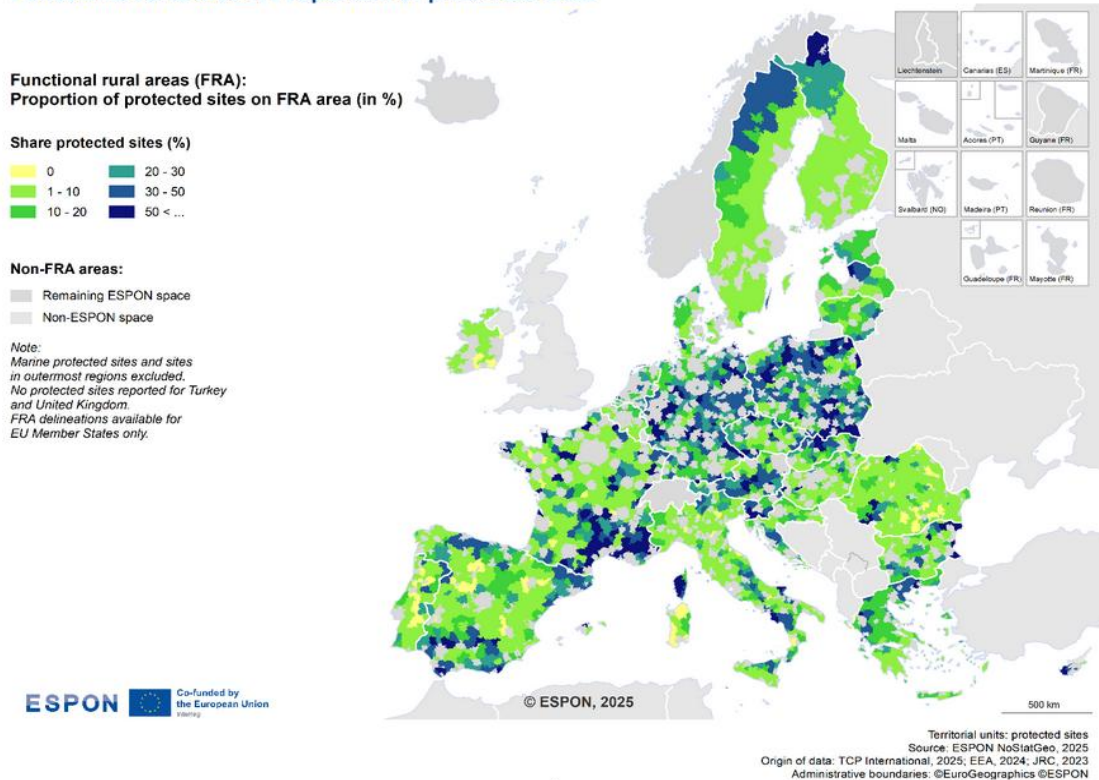 Functional rural areas (FRA):
Proportion of protected sites on FRA area (in %)
Share protected sites (%)
0
1 - 10
10 - 20
20 - 30
30 - 50
50 < ...
Non-FRA areas:
Remaining ESPON space
Non-ESPON space
Note:
Marine protected sites and sites
in outermost regions excluded.
No protected sites reported for Turkey
and United Kingdom.
FRA delineations available for
EU Member States only.
Liechtenstein
Canarias (ES)
Martinique (FR)
Malta
Acores (PT)
Guyane (FR)
Svalbard (NO)
Madeira (PT)
Reunion (FR)
Guadeloupe (FR)
Mayotte (FR)
ESPON
Co-funded by
the European Union
Interreg
© ESPON, 2025
500 km
Territorial units: protected sites
Source: ESPON NoStatGeo, 2025
Origin of data: TCP International, 2025; EEA, 2024; JRC, 2023
Administrative boundaries: ©EuroGeographics ©ESPON